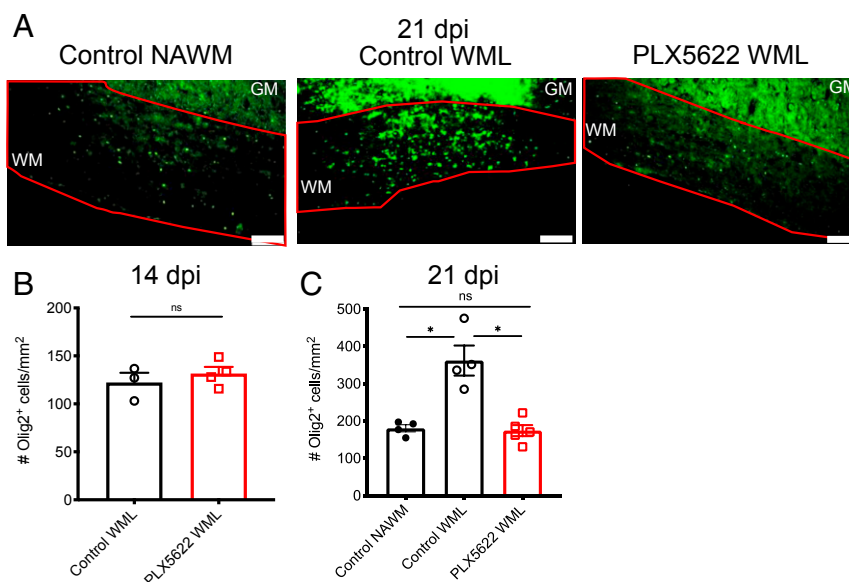 A
21 dpi
Control NAWM
Control WML
PLX5622 WML
GM
WM
GM
WM
GM
WM
B
14 dpi
# Olig2⁺ cells/mm²
200
150
100
50
0
ns
Control WML
PLX5622 WML
C
21 dpi
# Olig2⁺ cells/mm²
500
400
300
200
100
0
ns
*
*
Control NAWM
Control WML
PLX5622 WML